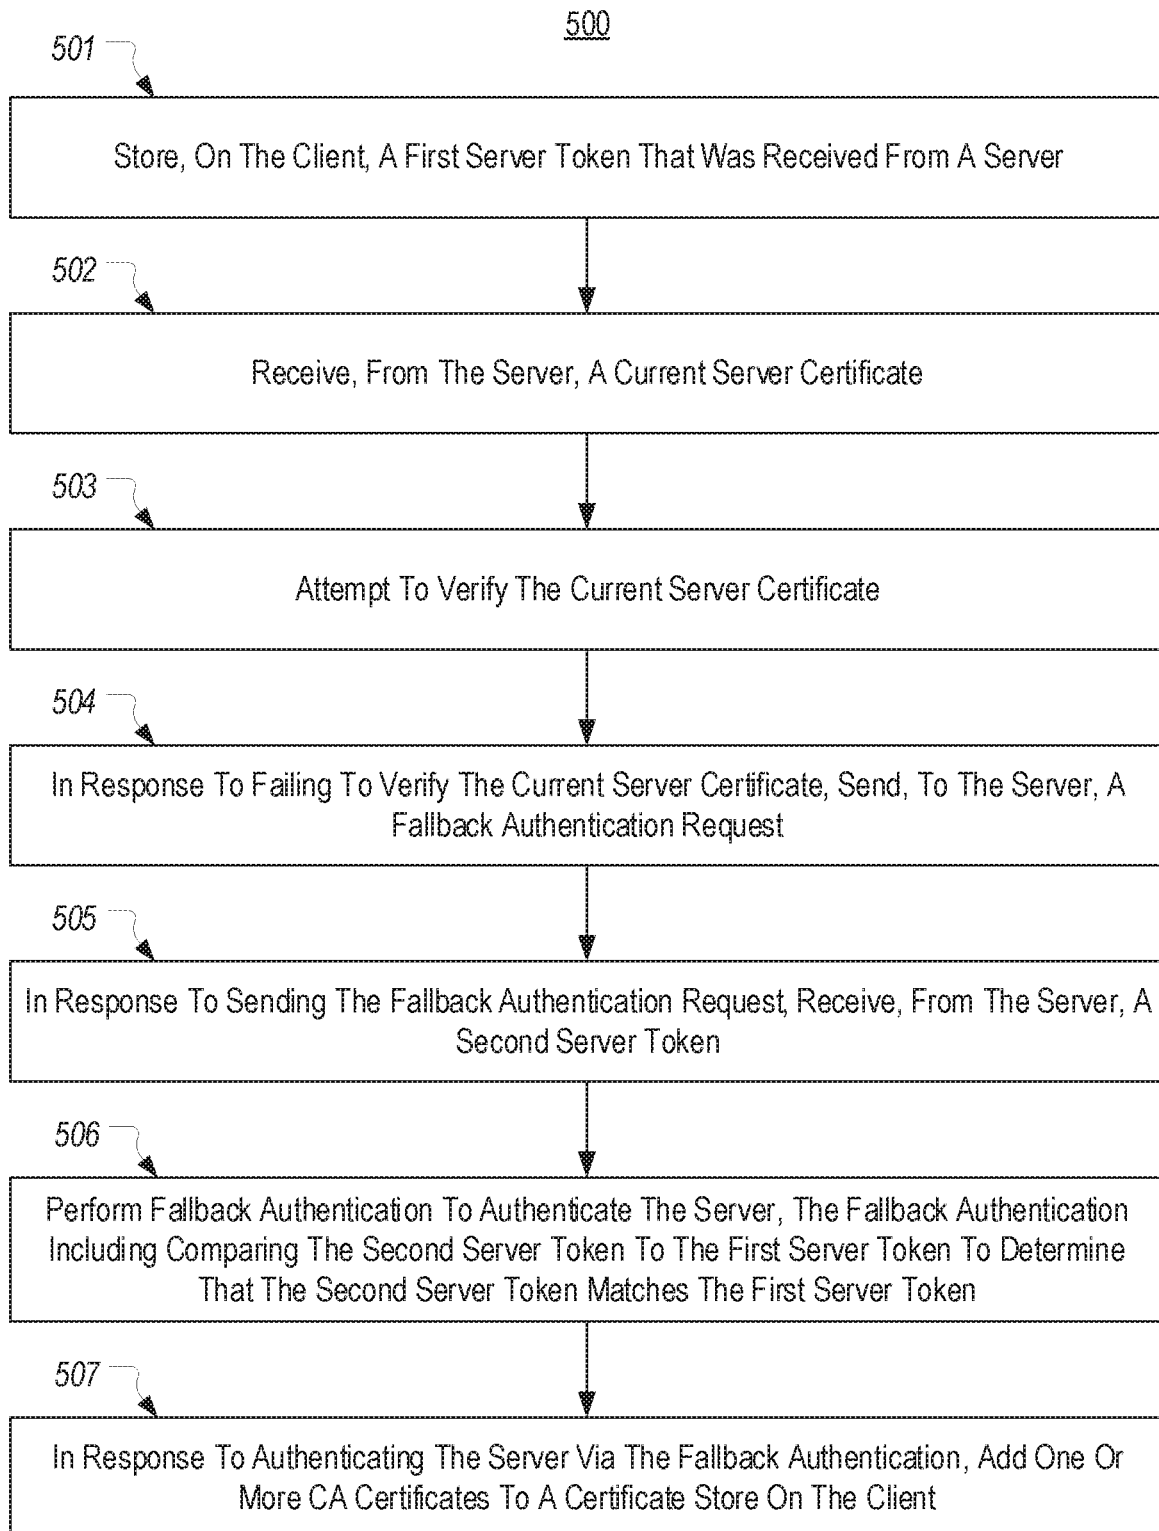 500
501
Store, On The Client, A First Server Token That Was Received From A Server
502
Receive, From The Server, A Current Server Certificate
503
Attempt To Verify The Current Server Certificate
504
In Response To Failing To Verify The Current Server Certificate, Send, To The Server, A
Fallback Authentication Request
505
In Response To Sending The Fallback Authentication Request, Receive, From The Server, A
Second Server Token
506
Perform Fallback Authentication To Authenticate The Server, The Fallback Authentication
Including Comparing The Second Server Token To The First Server Token To Determine
That The Second Server Token Matches The First Server Token
507
In Response To Authenticating The Server Via The Fallback Authentication, Add One Or
More CA Certificates To A Certificate Store On The Client